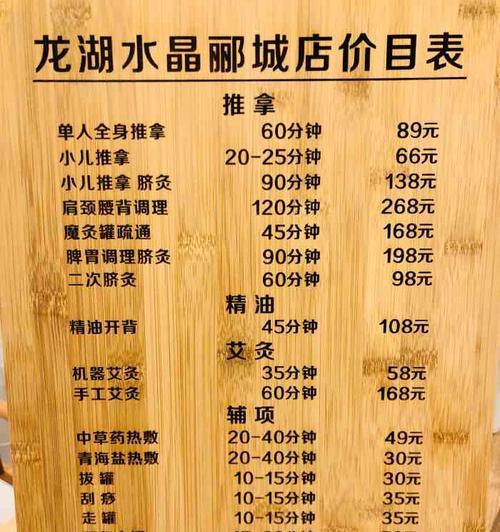 龙湖水晶郦城店价目表
推拿
单人全身推拿 60分钟 89元
小儿推拿 20-25分钟 66元
小儿推拿 脐灸 90分钟 138元
肩颈腰背调理 120分钟 268元
魔灸罐疏通 45分钟 168元
脾胃调理脐灸 90分钟 198元
二次脐灸 60分钟 98元
精油
精油开背 45分钟 108元
艾灸
机器艾灸 35分钟 58元
手工艾灸 60分钟 168元
辅项
中草药热敷 20-40分钟 49元
青海盐热敷 20-40分钟 30元
拔罐 10-15分钟 30元
刮痧 10-15分钟 35元
走罐 10-15分钟 35元